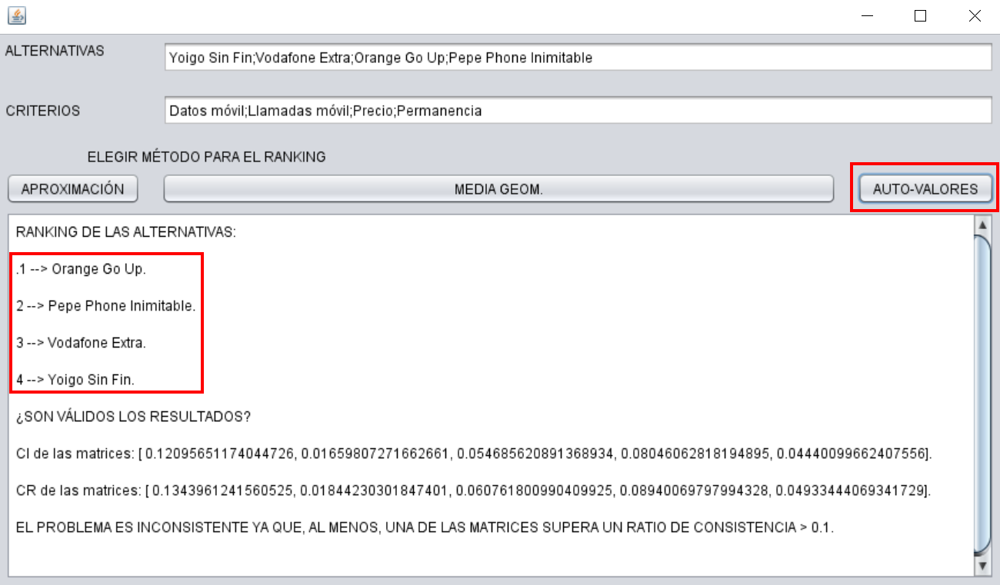 ALTERNATIVAS
Yoigo Sin Fin;Vodafone Extra;Orange Go Up;Pepe Phone Inimitable
CRITERIOS
Datos móvil;Llamadas móvil;Precio;Permanencia
ELEGIR MÉTODO PARA EL RANKING
APROXIMACIÓN
MEDIA GEOM.
AUTO-VALORES
RANKING DE LAS ALTERNATIVAS:
.1 --> Orange Go Up.
2 --> Pepe Phone Inimitable.
3 --> Vodafone Extra.
4 --> Yoigo Sin Fin.
¿SON VÁLIDOS LOS RESULTADOS?
CI de las matrices: [ 0.12095651174044726, 0.01659807271662661, 0.054685620891368934, 0.08046062818194895, 0.04440099662407556].
CR de las matrices: [ 0.1343961241560525, 0.01844230301847401, 0.060761800990409925, 0.08940069797994328, 0.04933444069341729].
EL PROBLEMA ES INCONSISTENTE YA QUE, AL MENOS, UNA DE LAS MATRICES SUPERA UN RATIO DE CONSISTENCIA > 0.1.